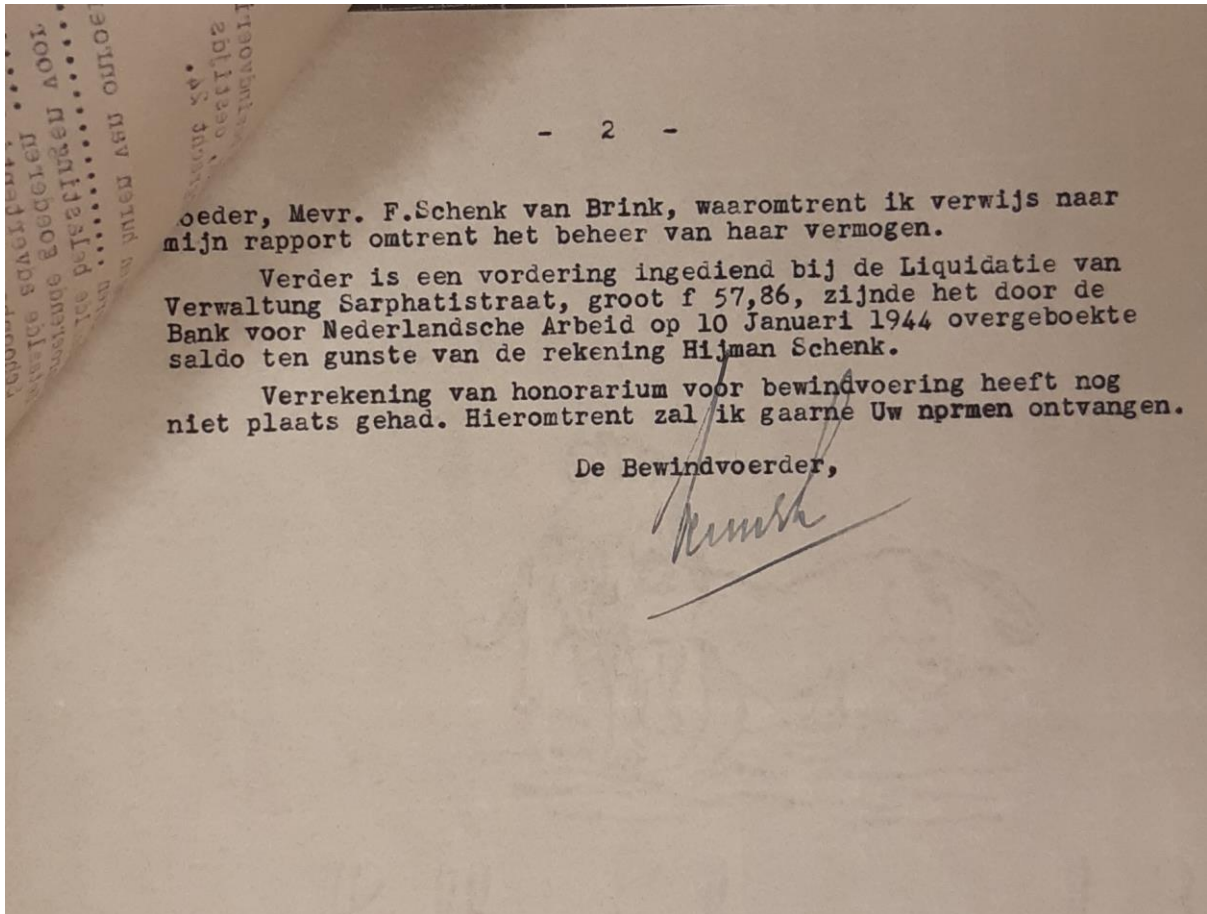 - 2 -
oeder, Mevr. F.Schenk van Brink, waaromtrent ik verwijs naar
mijn rapport omtrent het beheer van haar vermogen.
Verder is een vordering ingediend bij de Liquidatie van
Verwaltung Sarphatistraat, groot f 57,86, zijnde het door de
Bank voor Nederlandsche Arbeid op 10 Januari 1944 overgeboekte
saldo ten gunste van de rekening Hijman Schenk.
Verrekening van honorarium voor bewindvoering heeft nog
niet plaats gehad. Hieromtrent zal ik gaarne Uw nprmen ontvangen.
De Bewindvoerder,